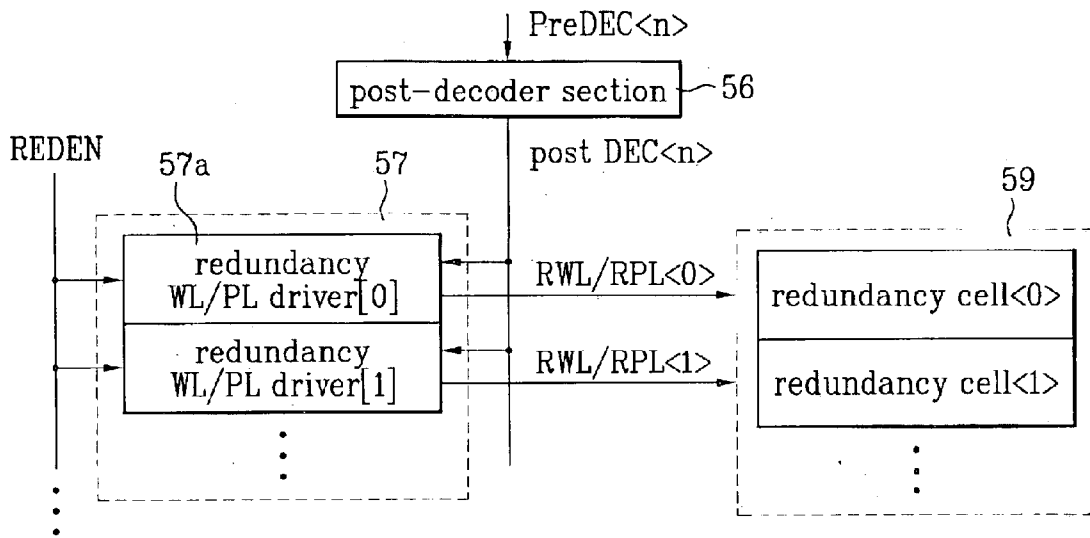 PreDEC<n>
post-decoder section
56
REDEN
post DEC<n>
57a
57
59
redundancy
WL/PL driver[0]
RWL/RPL<0>
redundancy cell<0>
redundancy
WL/PL driver[1]
RWL/RPL<1>
redundancy cell<1>